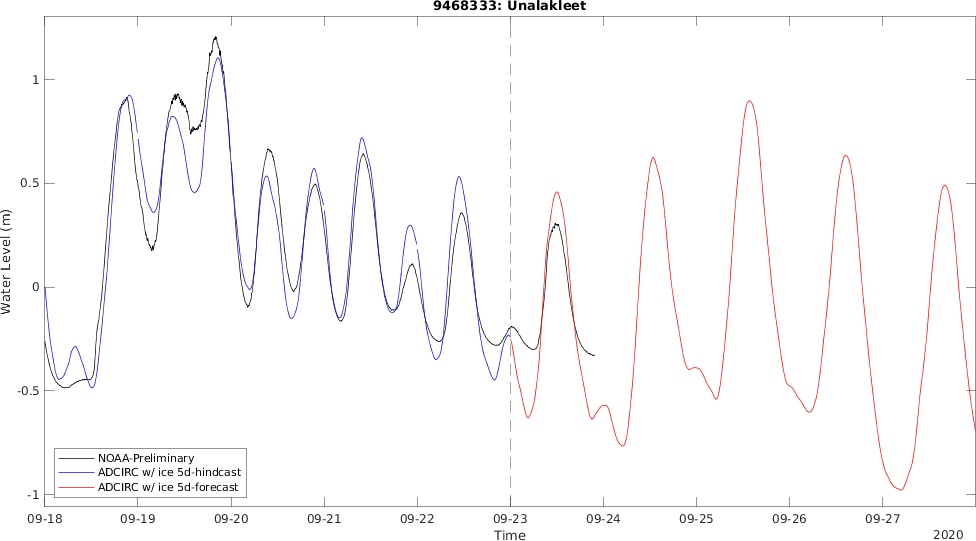 9468333: Unalakleet
Water Level (m)
1
0.5
0
-0.5
-1
NOAA-Preliminary
ADCIRC w/ ice 5d-hindcast
ADCIRC w/ ice 5d-forecast
09-18 09-19 09-20 09-21 09-22 09-23 09-24 09-25 09-26 09-27
Time
2020